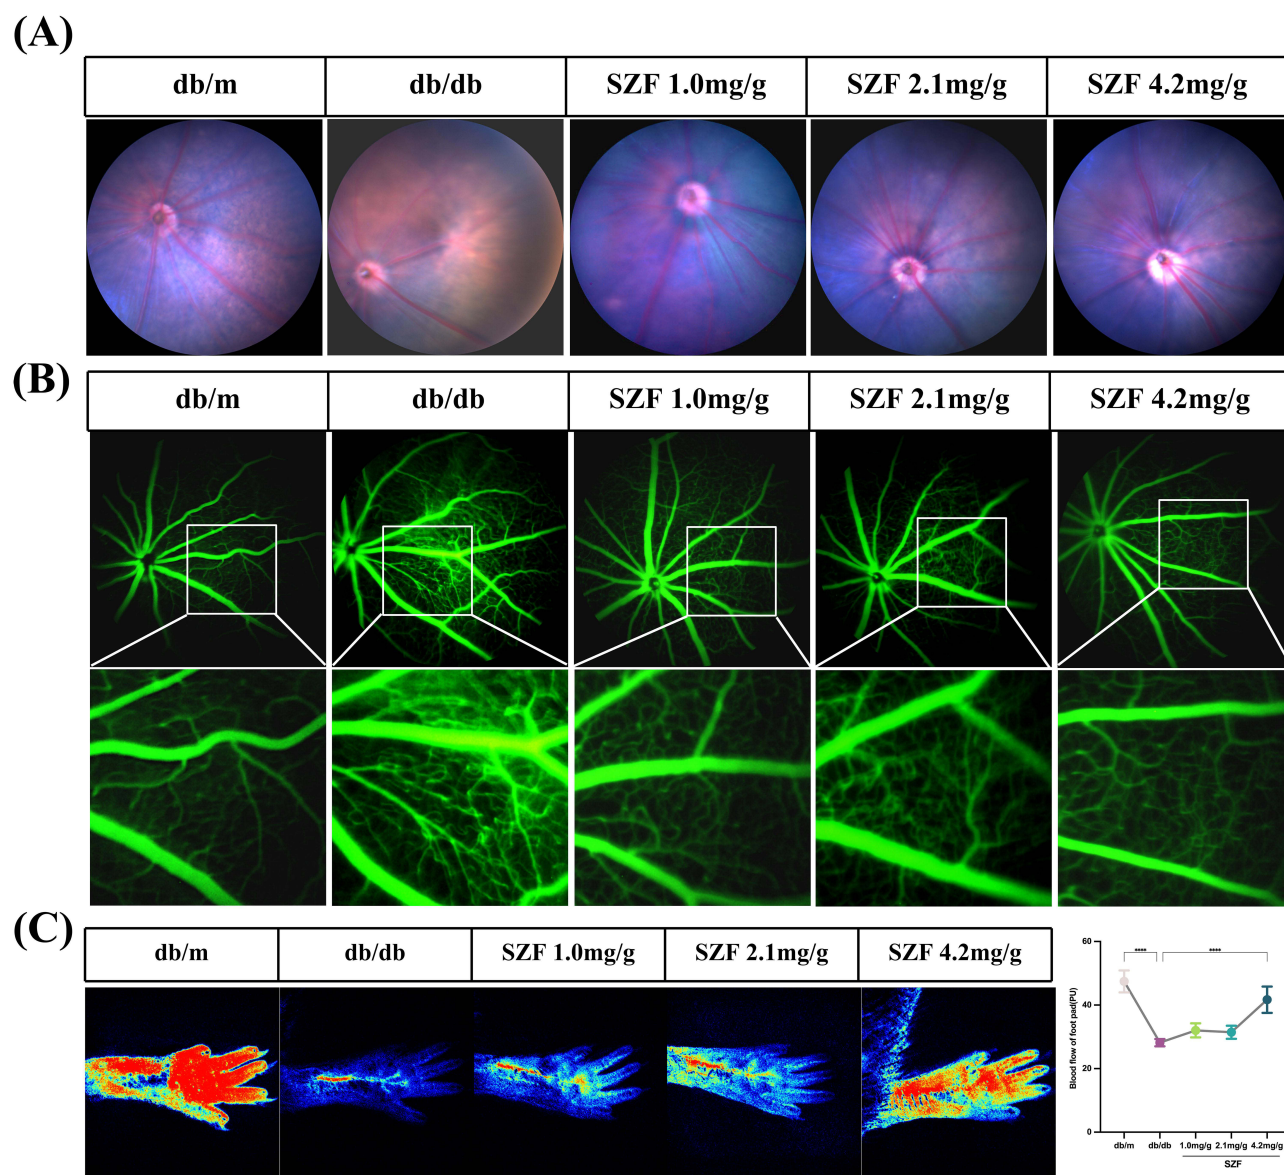 (A)
db/m db/db SZF 1.0mg/g SZF 2.1mg/g SZF 4.2mg/g
(B)
db/m db/db SZF 1.0mg/g SZF 2.1mg/g SZF 4.2mg/g
(C)
db/m db/db SZF 1.0mg/g SZF 2.1mg/g SZF 4.2mg/g
Blood flow of foot pad(PU)
60
40
20
0
**** ****
db/m db/db 1.0mg/g 2.1mg/g 4.2mg/g
SZF